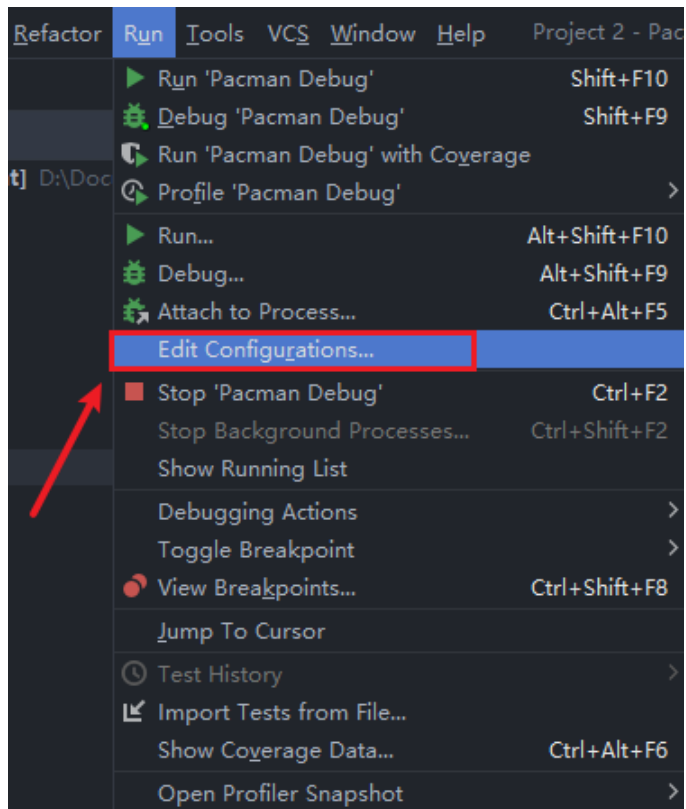 Refactor Run Tools VCS Window Help Project 2 - Pac
Run 'Pacman Debug' Shift+F10
Debug 'Pacman Debug' Shift+F9
t] D:\Doc
Run 'Pacman Debug' with Coverage
Profile 'Pacman Debug'
Run... Alt+Shift+F10
Debug... Alt+Shift+F9
Attach to Process... Ctrl+Alt+F5
Edit Configurations...
Stop 'Pacman Debug' Ctrl+F2
Stop Background Processes... Ctrl+Shift+F2
Show Running List
Debugging Actions
Toggle Breakpoint
View Breakpoints... Ctrl+Shift+F8
Jump To Cursor
Test History
Import Tests from File...
Show Coverage Data... Ctrl+Alt+F6
Open Profiler Snapshot